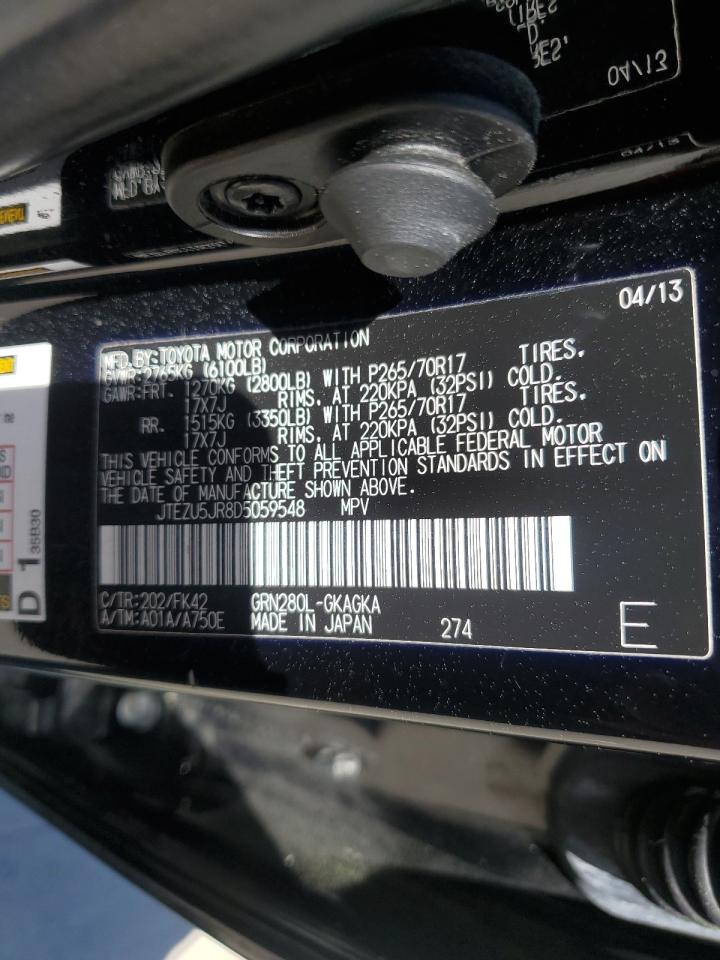 04/13
MFD.BY:TOYOTA MOTOR CORPORATION
GVWR:2765KG (6100LB)
GAWR:FRT. 1270KG (2800LB) WITH P265/70R17 TIRES.
17X7J RIMS. AT 220KPA (32PSI) COLD.
RR. 1515KG (3350LB) WITH P265/70R17 TIRES.
17X7J RIMS. AT 220KPA (32PSI) COLD.
THIS VEHICLE CONFORMS TO ALL APPLICABLE FEDERAL MOTOR
VEHICLE SAFETY AND THEFT PREVENTION STANDARDS IN EFFECT ON
THE DATE OF MANUFACTURE SHOWN ABOVE.
JTEZU5JR8D5059548 MPV
C/TR:202/FK42 GRN280L-GKAGKA
A/TM:A01A/A750E MADE IN JAPAN 274 E
D 1
35B30